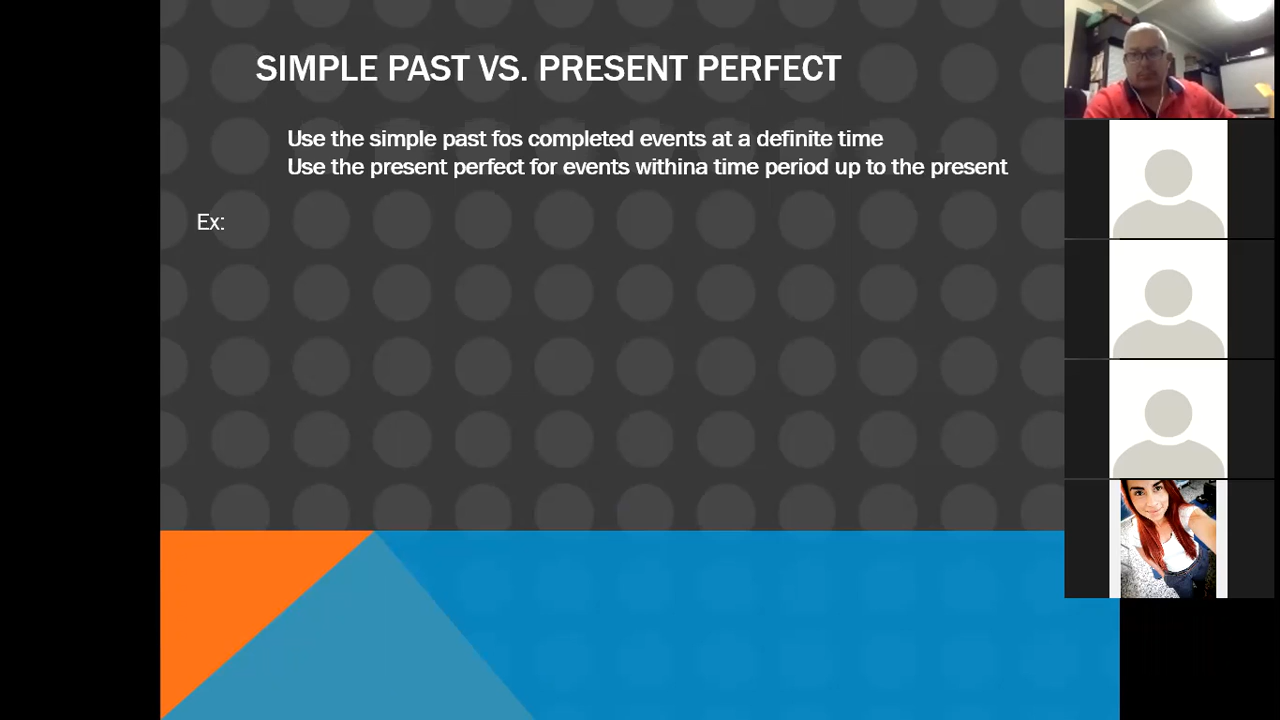 SIMPLE PAST VS. PRESENT PERFECT
Use the simple past fos completed events at a definite time
Use the present perfect for events withina time period up to the present
Ex: